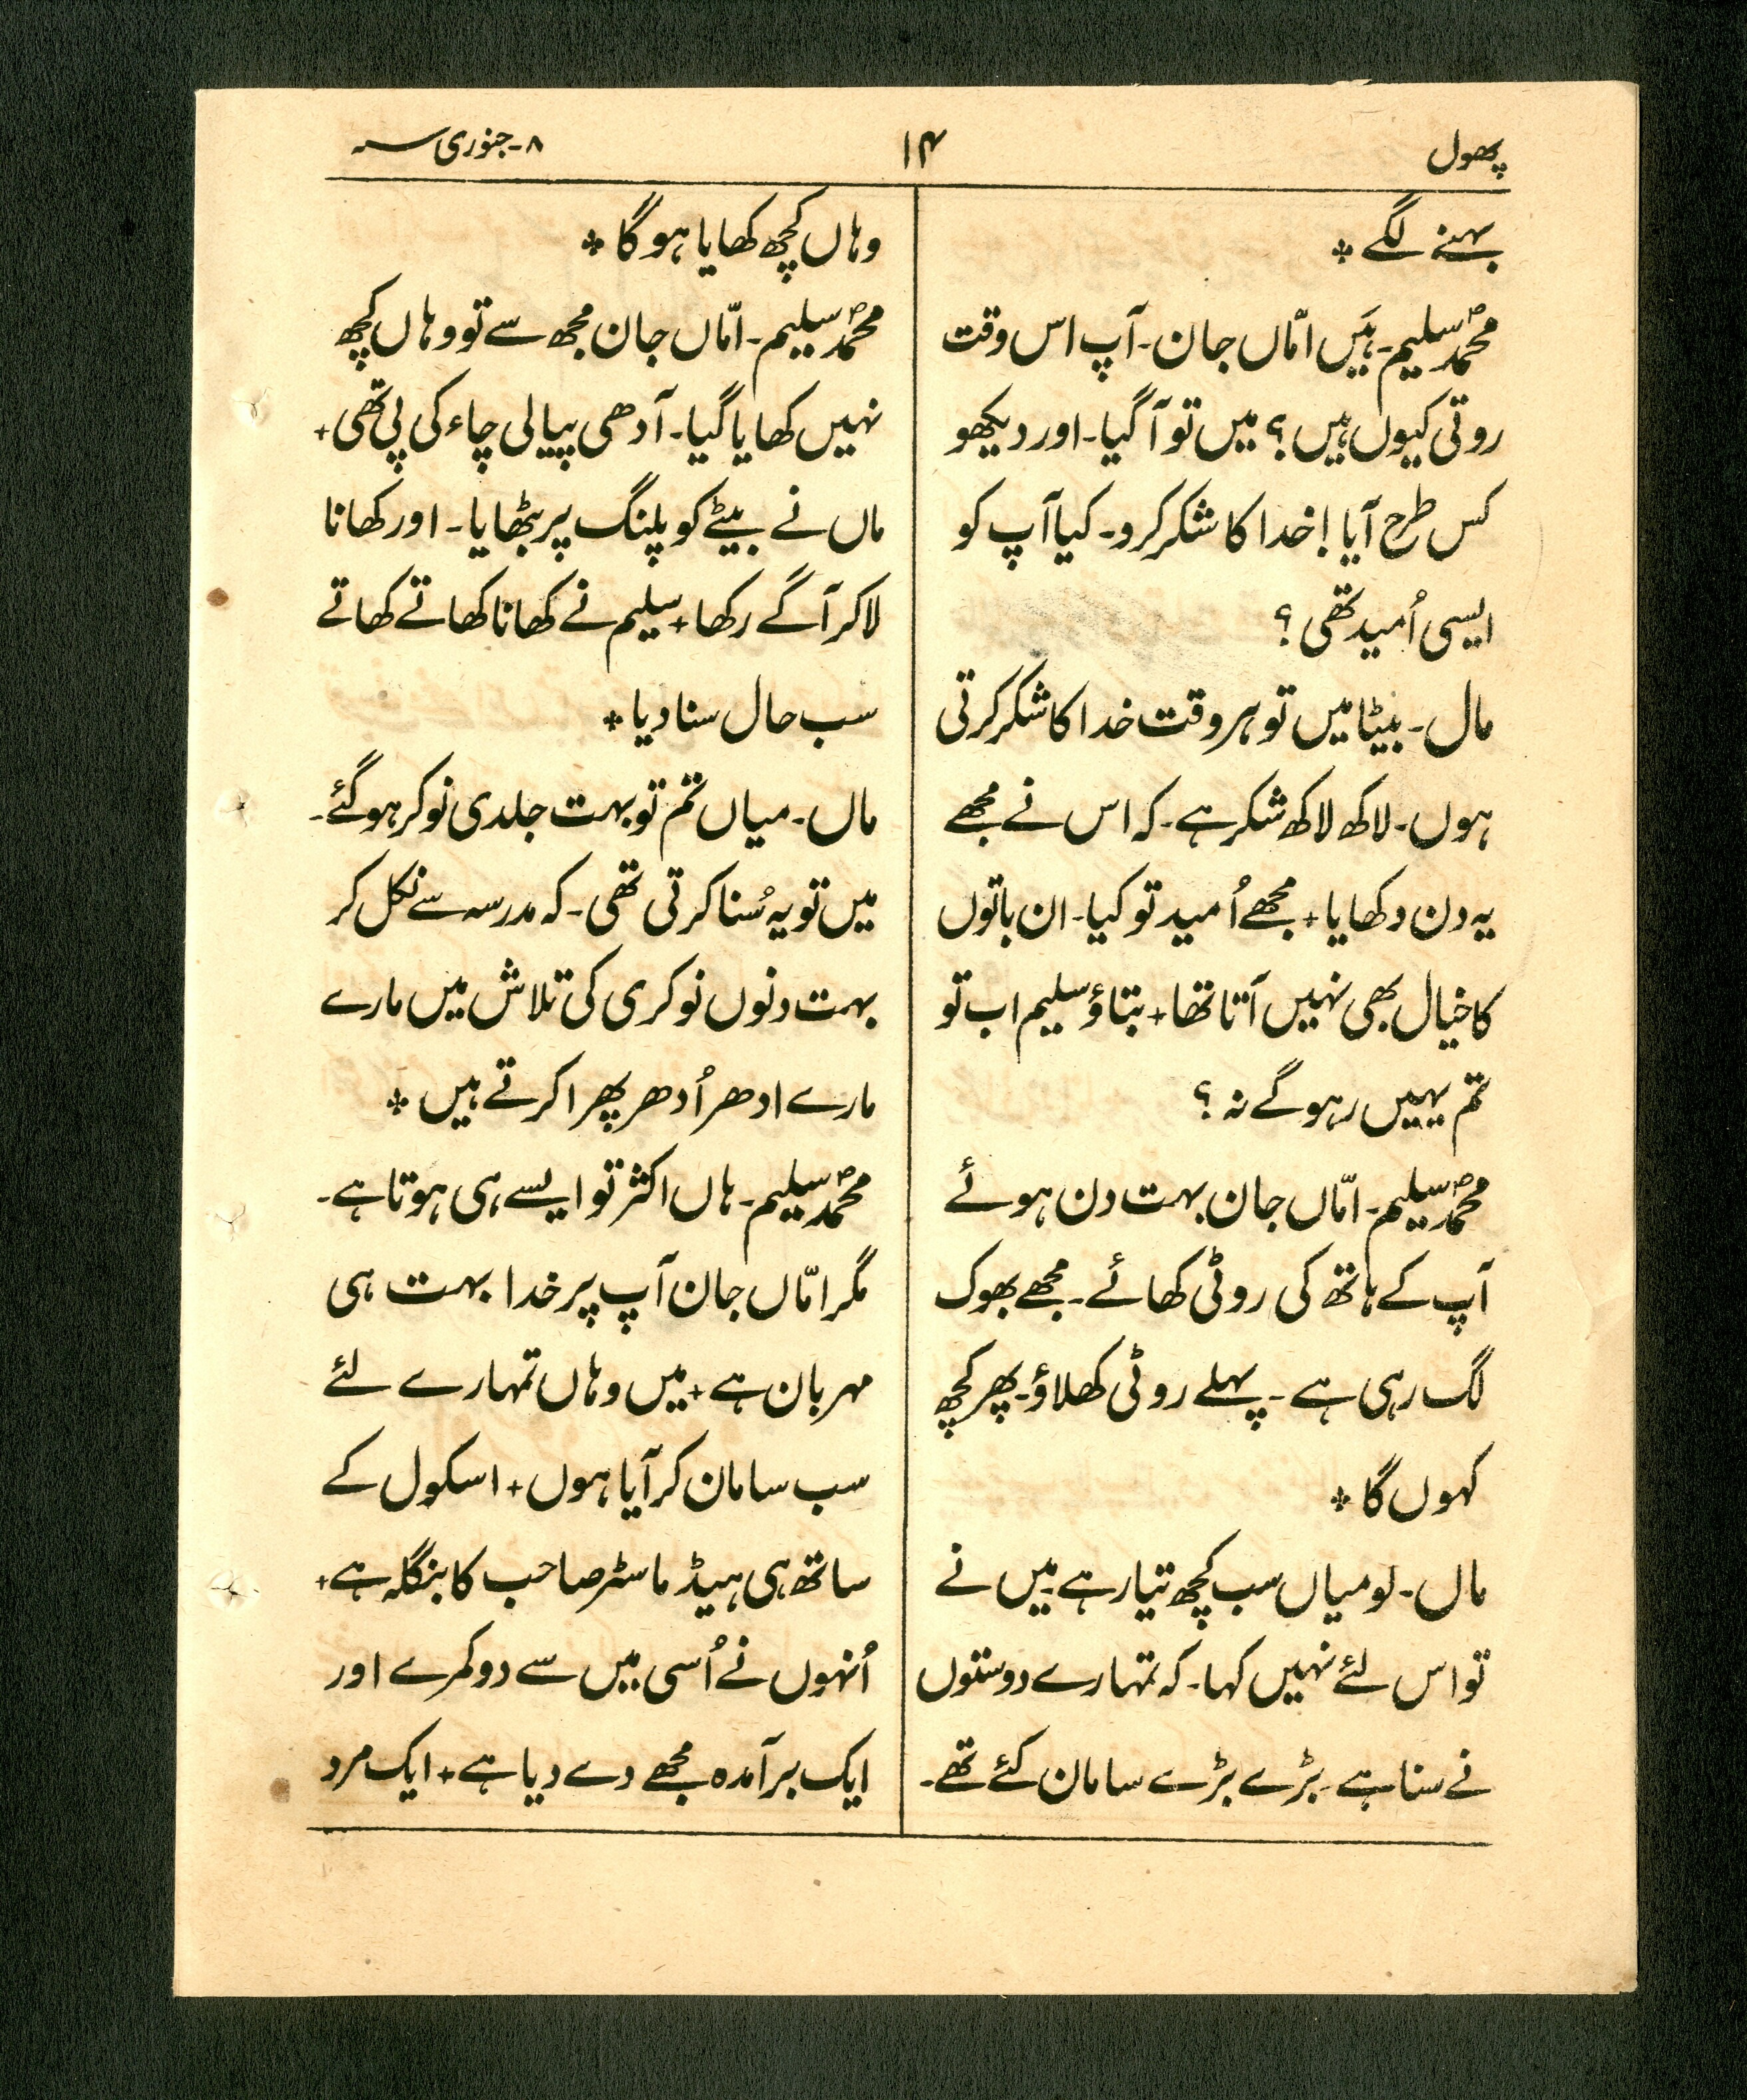 پھول
۱۴
۸-جنوری سنہ
بہنے لگے ٭
محمدؐ سلیم۔ ہَیں امّاں جان۔ آپ اس وقت
روتی کیوں ہیں؟ میں تو آگیا۔ اور دیکھو
کس طرح آیا! خدا کا شکر کرو۔ کیا آپ کو
ایسی اُمید تھی؟
ماں۔ بیٹا میں تو ہر وقت خدا کا شکر کرتی
ہوں۔ لاکھ لاکھ شکر ہے۔ کہ اس نے مجھے
یہ دن دکھایا+ مجھے اُمید تو کیا۔ ان باتوں
کا خیال بھی نہیں آتا تھا+ بتاؤ سلیم اب تو
تم یہیں رہوگے نہ؟
محمدؐ سلیم۔ امّاں جان بہت دن ہوئے
آپ کے ہاتھ کی روٹی کھائے۔ مجھے بھوک
لگ رہی ہے۔ پہلے روٹی کھلاؤ۔ پھر کچھ
کہوں گا ٭
ماں۔ لو میاں سب کچھ تیار ہے۔ میں نے
تو اس لئے نہیں کہا۔ کہ تمہارے دوستوں
نے سنا ہے۔ بڑے بڑے سامان کئے تھے۔
وہاں کچھ کھایا ہوگا ٭
محمدؐ سلیم۔ امّاں جان مجھ سے تو وہاں کچھ
نہیں کھایا گیا۔ آدھی پیالی چاء کی پی تھی+
ماں نے بیٹے کو پلنگ پر بٹھایا۔ اور کھانا
لاکر آگے رکھا+ سلیم نے کھانا کھاتے کھاتے
سب حال سنا دیا ٭
ماں۔ میاں تم تو بہت جلدی نوکر ہوگئے۔
میں تو یہ سُنا کرتی تھی۔ کہ مدرسہ سے نکل کر
بہت دنوں نوکری کی تلاش میں مارے
مارے ادھر اُدھر پھرا کرتے ہیں ٭
محمدؐ سلیم۔ ہاں اکثر تو ایسے ہی ہوتا ہے۔
مگر امّاں جان آپ پر خدا بہت ہی
مہربان ہے+ میں وہاں تمہارے لئے
سب سامان کر آیا ہوں+ اسکول کے
ساتھ ہی ہیڈ ماسٹر صاحب کا بنگلہ ہے+
اُنہوں نے اُسی میں سے دو کمرے اور
ایک برآمدہ مجھے دے دیا ہے+ ایک مرد